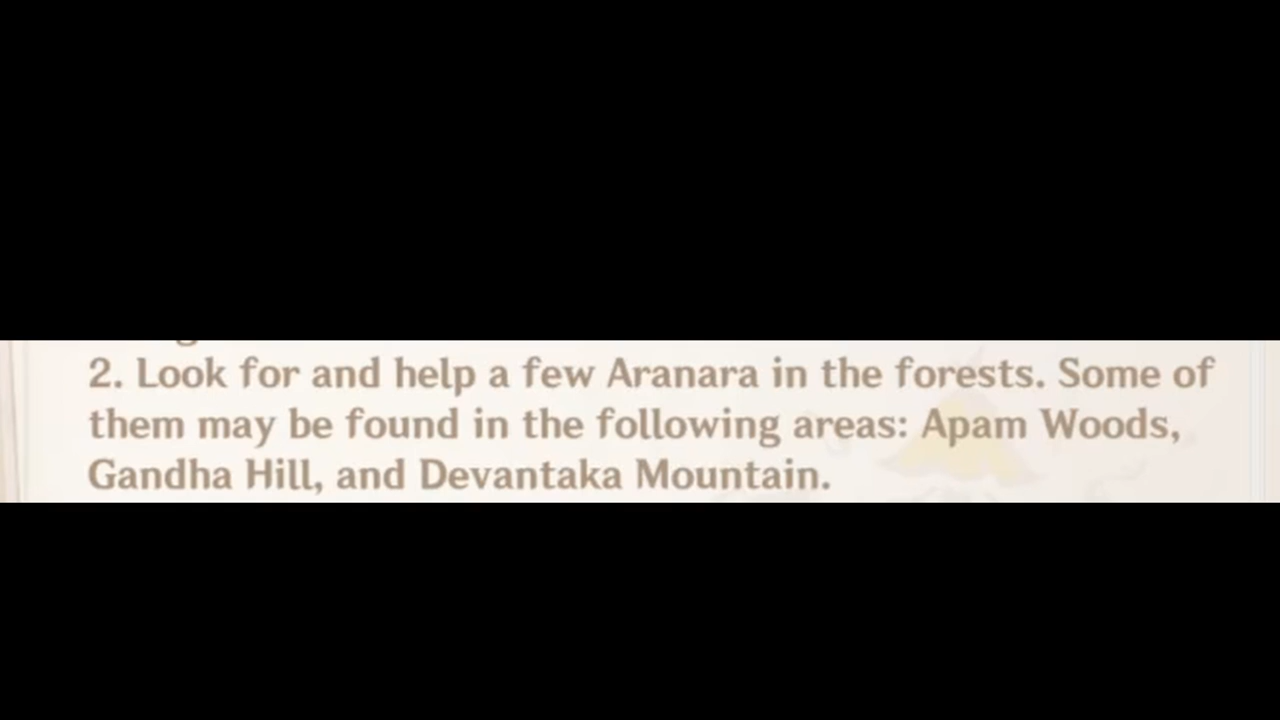 2. Look for and help a few Aranara in the forests. Some of
them may be found in the following areas: Apam Woods,
Gandha Hill, and Devantaka Mountain.